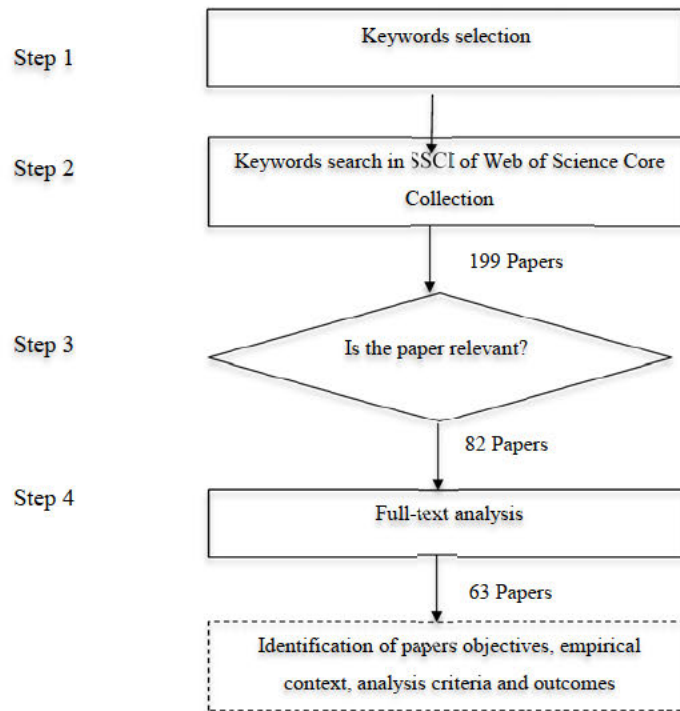 Step 1
Keywords selection
Step 2
Keywords search in SSCI of Web of Science Core
Collection
199 Papers
Step 3
Is the paper relevant?
82 Papers
Step 4
Full-text analysis
63 Papers
Identification of papers objectives, empirical
context, analysis criteria and outcomes